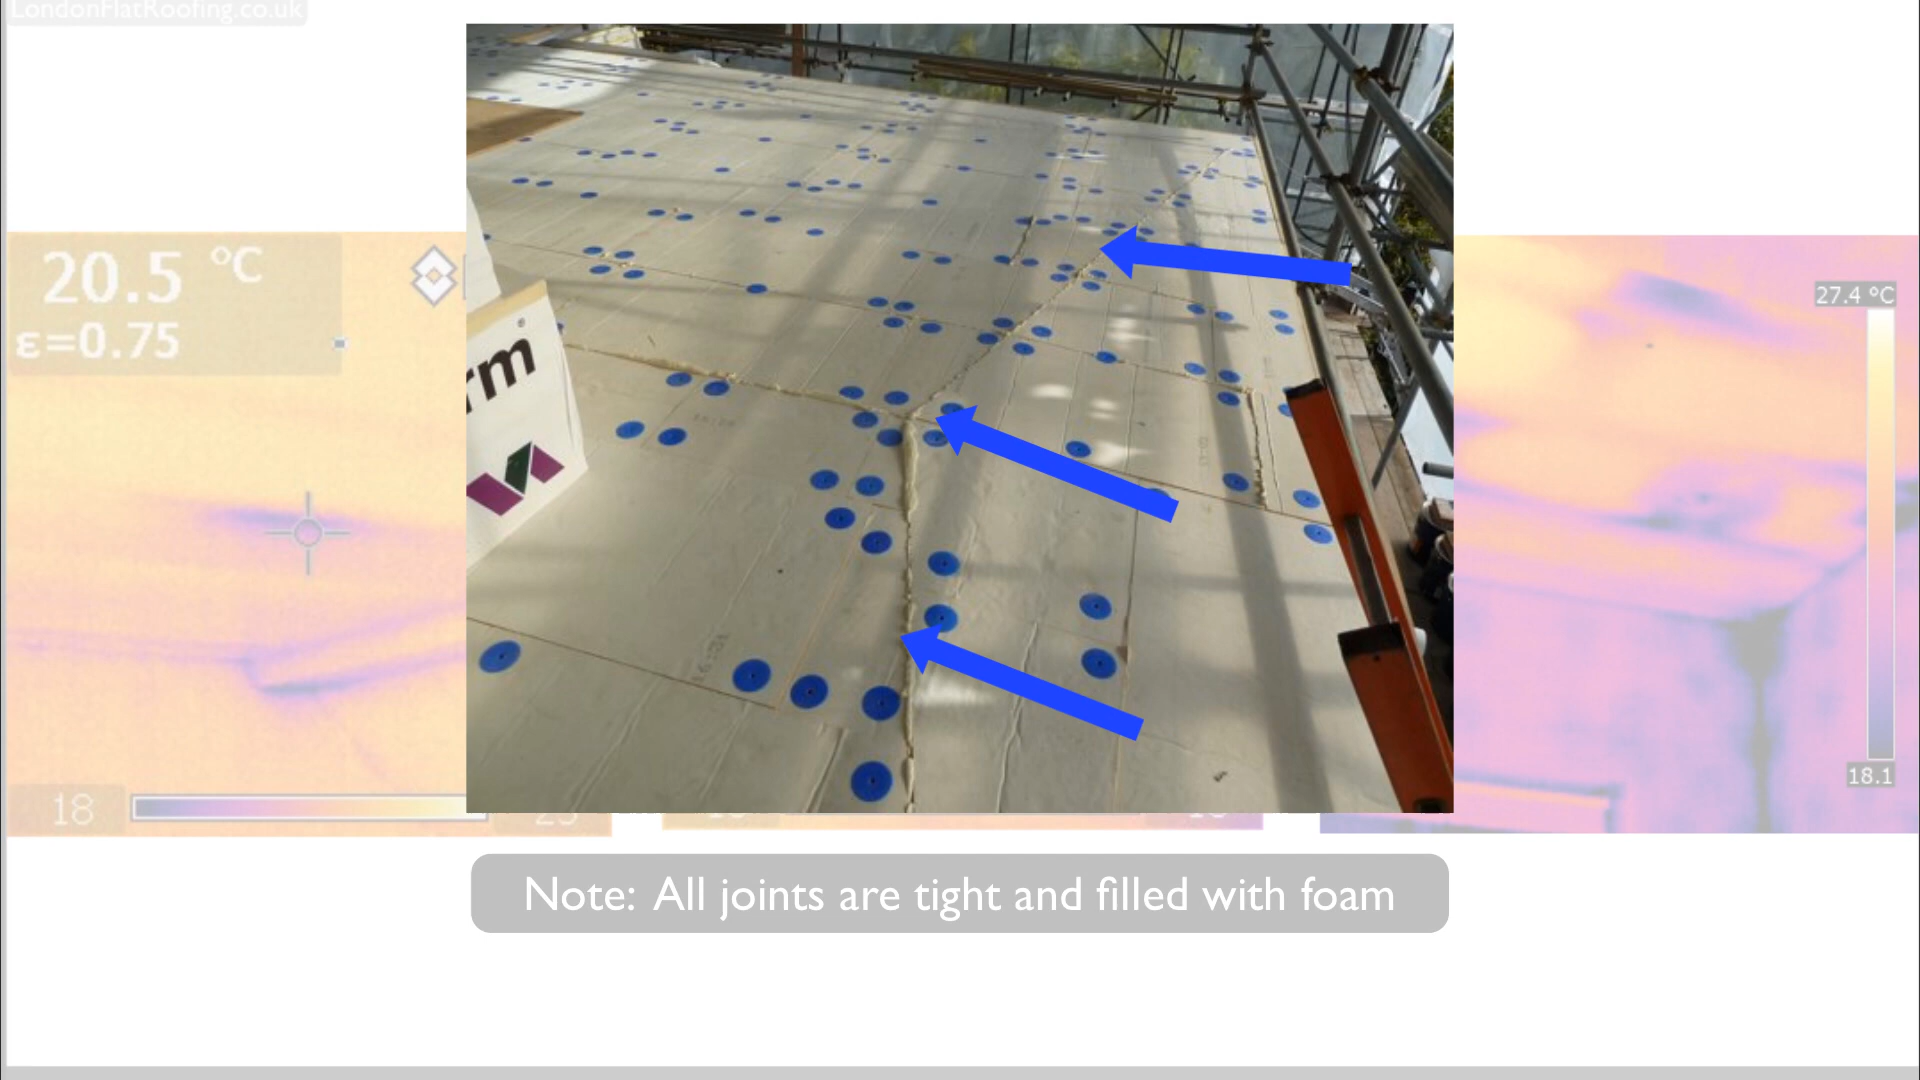 LondonFlatRoofing.co.uk
20.5 °C
ε=0.75
27.4 °C
rm
18.1
18
Note: All joints are tight and filled with foam